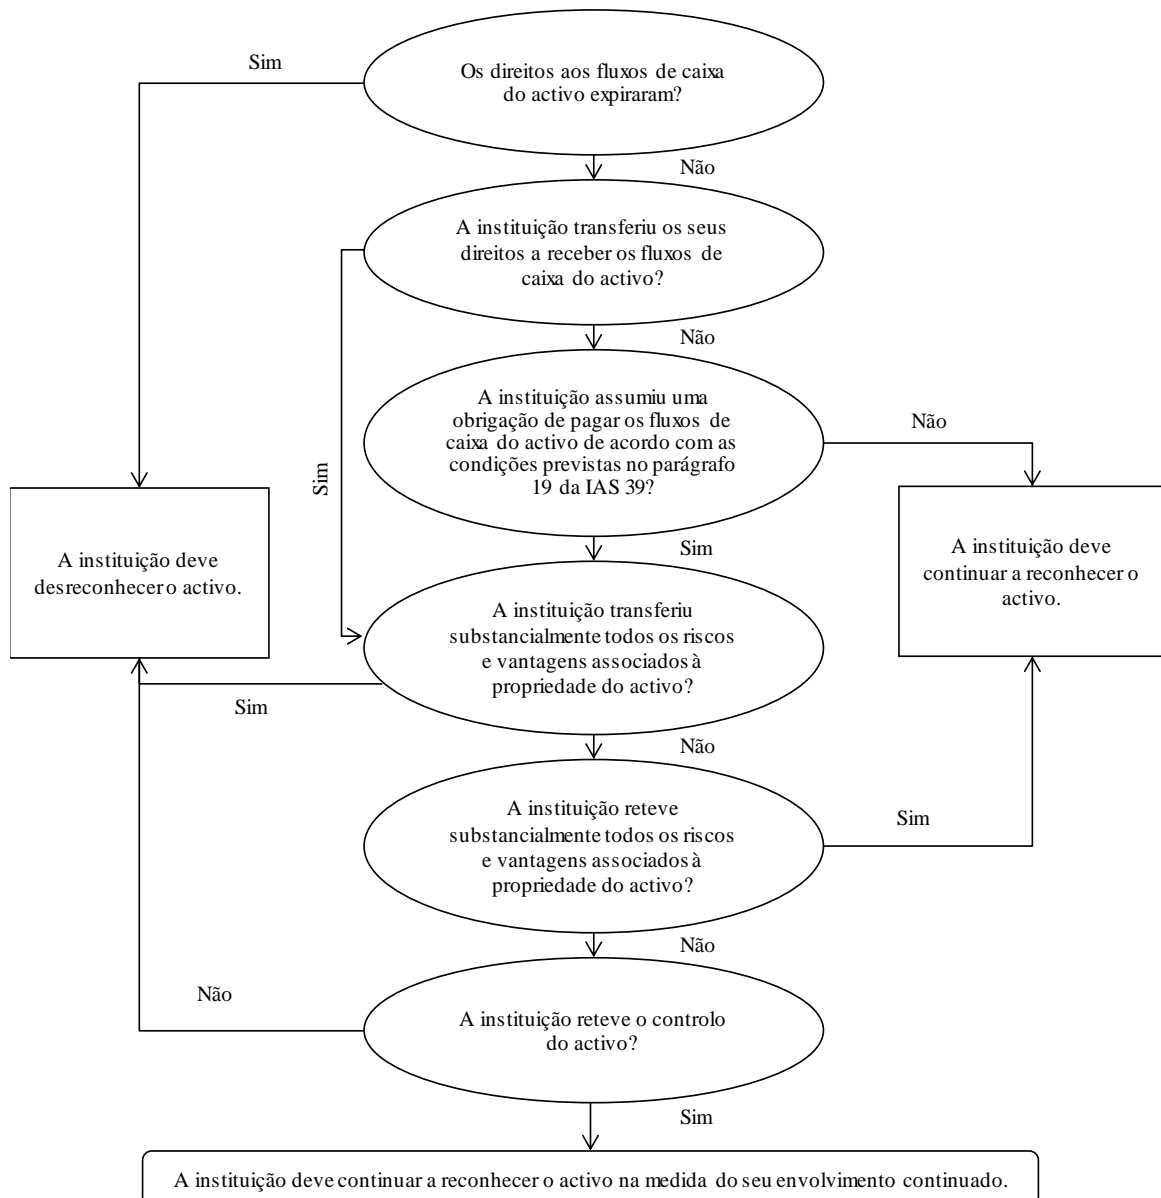 Sim
Os direitos aos fluxos de caixa
do activo expiraram?
Não
A instituição transferiu os seus
direitos a receber os fluxos de
caixa do activo?
Não
A instituição assumiu uma
obrigação de pagar os fluxos de
caixa do activo de acordo com as
condições previstas no parágrafo
19 da IAS 39?
Não
Sim
Sim
A instituição deve
desreconhecer o activo.
A instituição deve
continuar a reconhecer o
activo.
A instituição transferiu
substancialmente todos os riscos
e vantagens associados à
propriedade do activo?
Sim
Não
A instituição reteve
substancialmente todos os riscos
e vantagens associados à
propriedade do activo?
Sim
Não
Não
A instituição reteve o controlo
do activo?
Sim
A instituição deve continuar a reconhecer o activo na medida do seu envolvimento continuado.